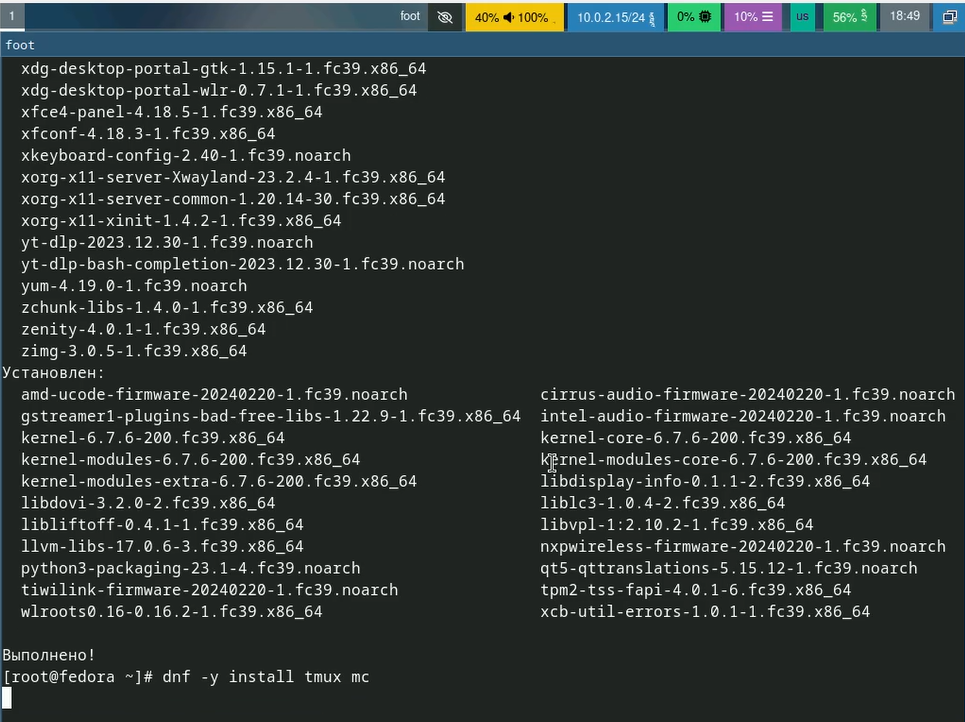 1 foot 40% 100% 10.0.2.15/24 0% 10% us 56% 18:49
foot
xdg-desktop-portal-gtk-1.15.1-1.fc39.x86_64
xdg-desktop-portal-wlr-0.7.1-1.fc39.x86_64
xfce4-panel-4.18.5-1.fc39.x86_64
xfconf-4.18.3-1.fc39.x86_64
xkeyboard-config-2.40-1.fc39.noarch
xorg-x11-server-Xwayland-23.2.4-1.fc39.x86_64
xorg-x11-server-common-1.20.14-30.fc39.x86_64
xorg-x11-xinit-1.4.2-1.fc39.x86_64
yt-dlp-2023.12.30-1.fc39.noarch
yt-dlp-bash-completion-2023.12.30-1.fc39.noarch
yum-4.19.0-1.fc39.noarch
zchunk-libs-1.4.0-1.fc39.x86_64
zenity-4.0.1-1.fc39.x86_64
zimg-3.0.5-1.fc39.x86_64
Установлен:
amd-ucode-firmware-20240220-1.fc39.noarch cirrus-audio-firmware-20240220-1.fc39.noarch
gstreamer1-plugins-bad-free-libs-1.22.9-1.fc39.x86_64 intel-audio-firmware-20240220-1.fc39.noarch
kernel-6.7.6-200.fc39.x86_64 kernel-core-6.7.6-200.fc39.x86_64
kernel-modules-6.7.6-200.fc39.x86_64 kernel-modules-core-6.7.6-200.fc39.x86_64
kernel-modules-extra-6.7.6-200.fc39.x86_64 libdisplay-info-0.1.1-2.fc39.x86_64
libdovi-3.2.0-2.fc39.x86_64 liblc3-1.0.4-2.fc39.x86_64
libliftoff-0.4.1-1.fc39.x86_64 libvpl-1:2.10.2-1.fc39.x86_64
llvm-libs-17.0.6-3.fc39.x86_64 nxpwireless-firmware-20240220-1.fc39.noarch
python3-packaging-23.1-4.fc39.noarch qt5-qttranslations-5.15.12-1.fc39.noarch
tiwilink-firmware-20240220-1.fc39.noarch tpm2-tss-fapi-4.0.1-6.fc39.x86_64
wlroots0.16-0.16.2-1.fc39.x86_64 xcb-util-errors-1.0.1-1.fc39.x86_64
Выполнено!
[root@fedora ~]# dnf -y install tmux mc